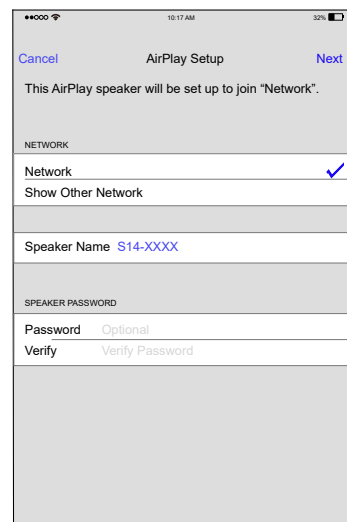 10:17 AM 32%
Cancel AirPlay Setup Next
This AirPlay speaker will be set up to join “Network”.
NETWORK
Network
Show Other Network
Speaker Name S14-XXXX
SPEAKER PASSWORD
Password Optional
Verify Verify Password